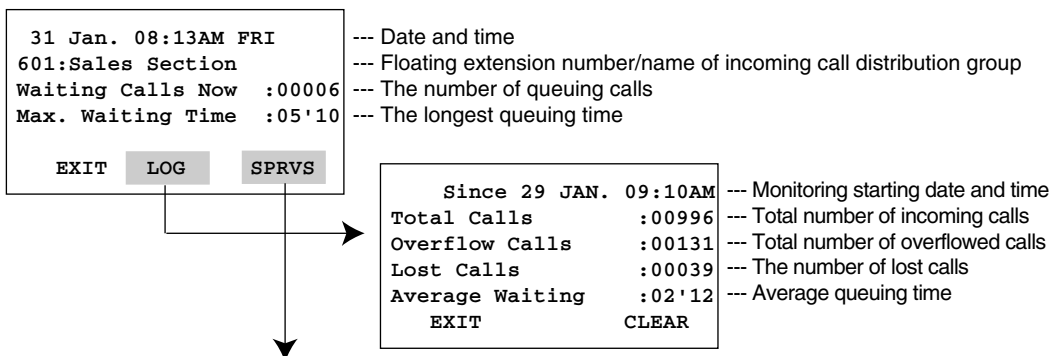 31 Jan. 08:13AM FRI --- Date and time
601:Sales Section --- Floating extension number/name of incoming call distribution group
Waiting Calls Now :00006 --- The number of queuing calls
Max. Waiting Time :05'10 --- The longest queuing time
EXIT LOG SPRVS
Since 29 JAN. 09:10AM --- Monitoring starting date and time
Total Calls :00996 --- Total number of incoming calls
Overflow Calls :00131 --- Total number of overflowed calls
Lost Calls :00039 --- The number of lost calls
Average Waiting :02'12 --- Average queuing time
EXIT CLEAR